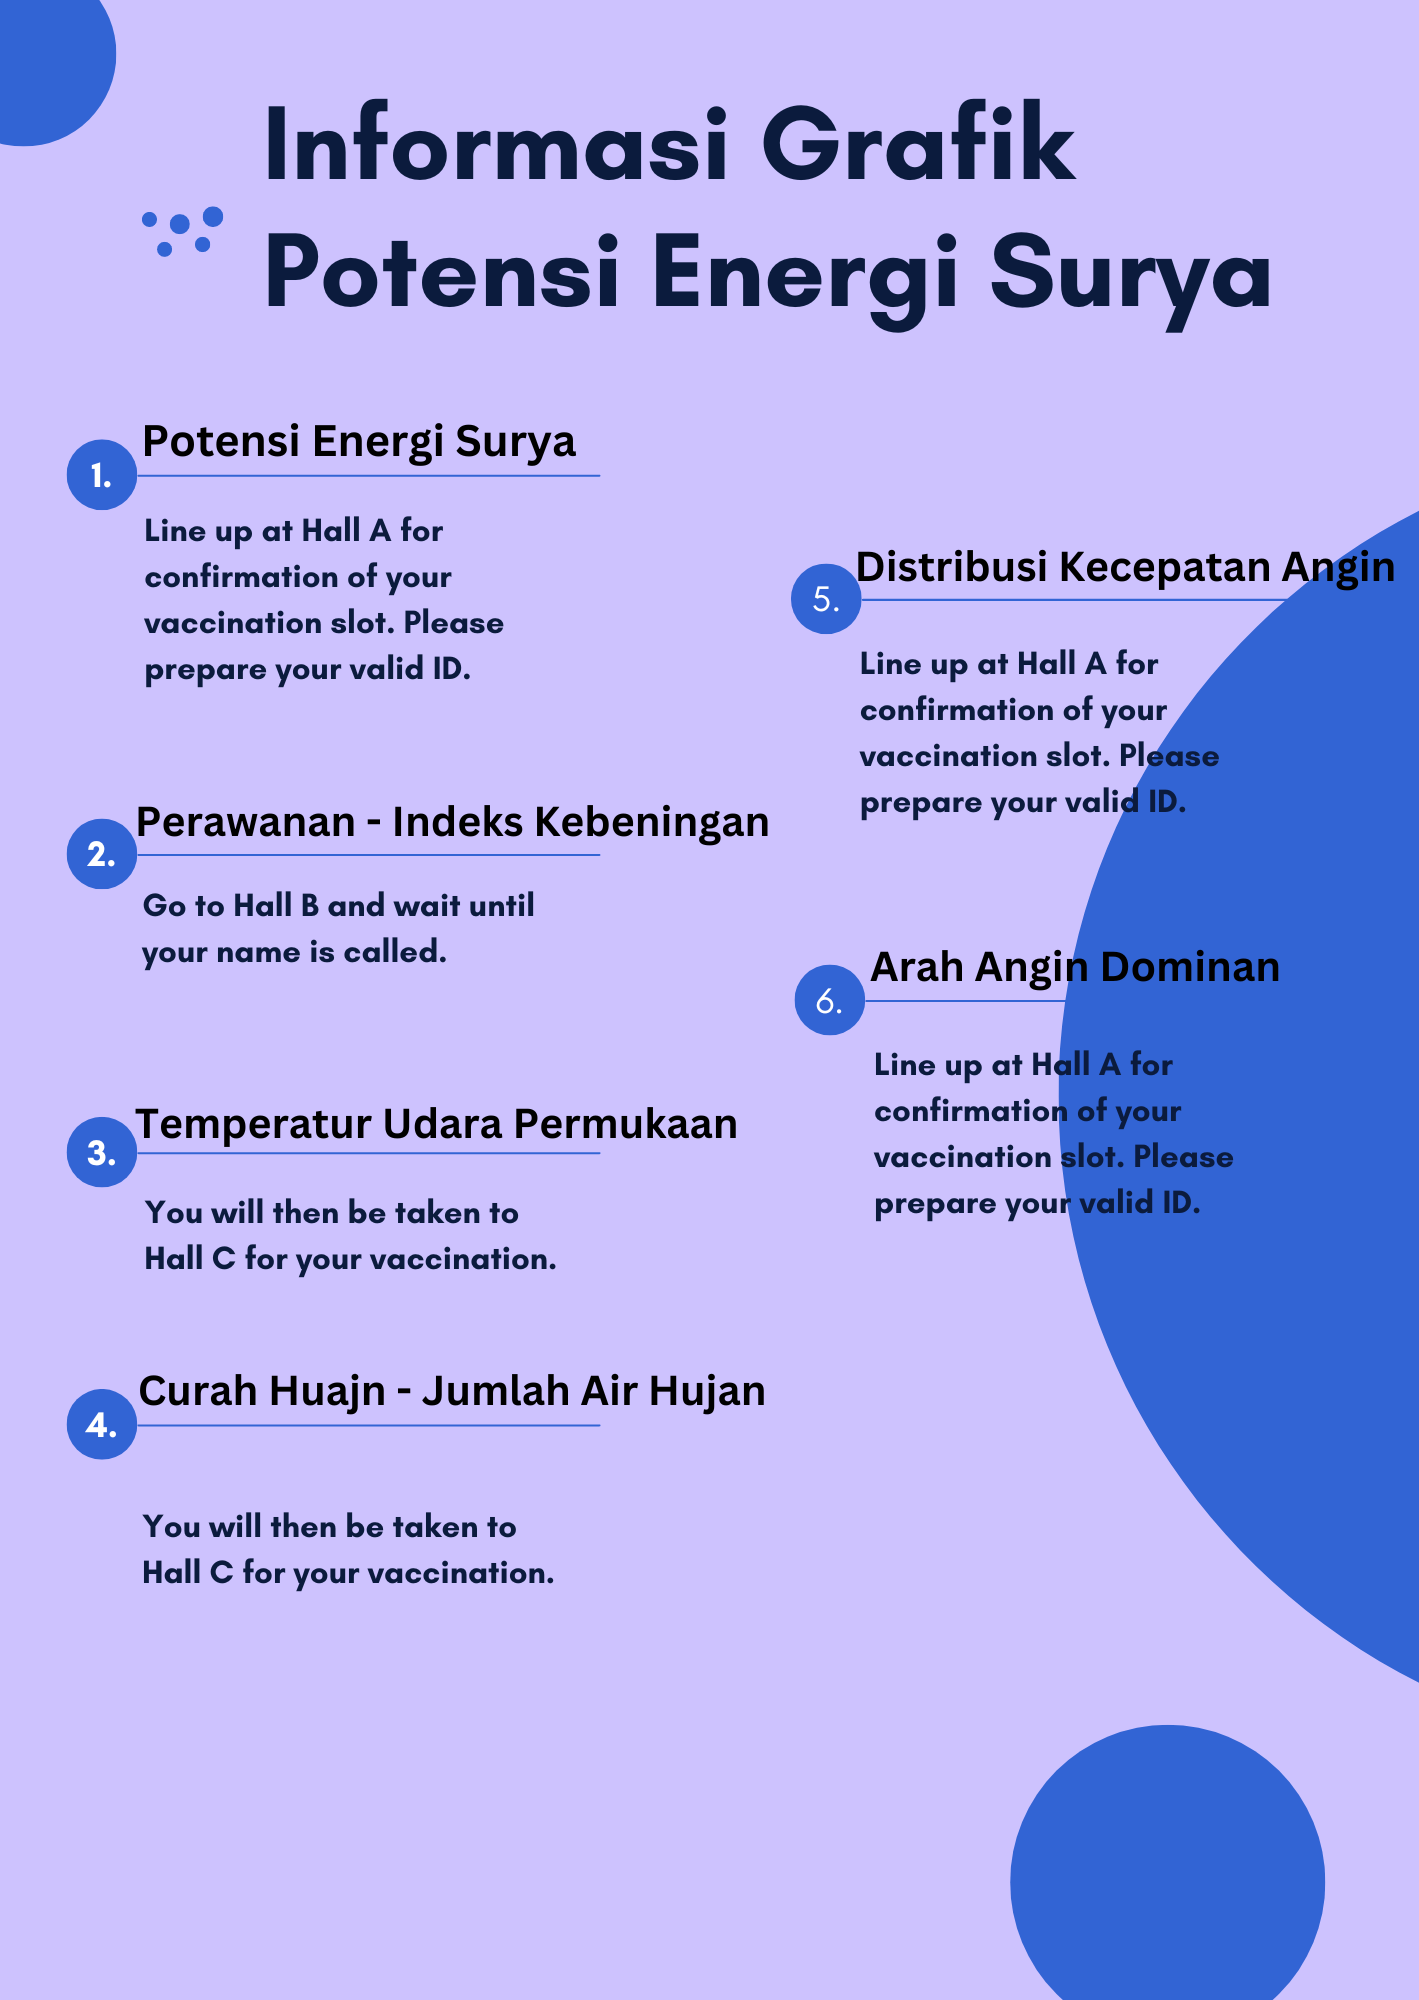 Informasi Grafik
Potensi Energi Surya
1.
Potensi Energi Surya
Line up at Hall A for
confirmation of your
vaccination slot. Please
prepare your valid ID.
2.
Perawanan - Indeks Kebeningan
Go to Hall B and wait until
your name is called.
3.
Temperatur Udara Permukaan
You will then be taken to
Hall C for your vaccination.
4.
Curah Huajn - Jumlah Air Hujan
You will then be taken to
Hall C for your vaccination.
5.
Distribusi Kecepatan Angin
Line up at Hall A for
confirmation of your
vaccination slot. Please
prepare your valid ID.
6.
Arah Angin Dominan
Line up at Hall A for
confirmation of your
vaccination slot. Please
prepare your valid ID.